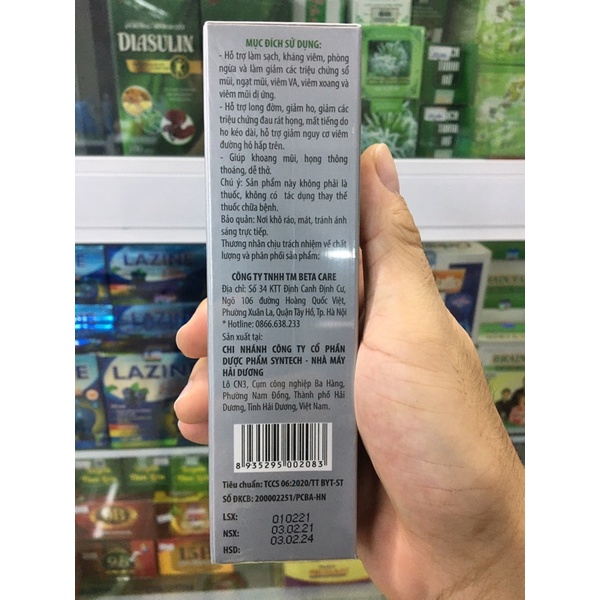 DIASULIN
MỤC ĐÍCH SỬ DỤNG:
- Hỗ trợ làm sạch, kháng viêm, phòng
ngừa và làm giảm các triệu chứng sổ
mũi, ngạt mũi, viêm VA, viêm xoang và
viêm mũi dị ứng.
- Hỗ trợ long đờm, giảm ho, giảm các
triệu chứng đau rát họng, mất tiếng do
ho kéo dài, hỗ trợ giảm nguy cơ viêm
đường hô hấp trên.
- Giúp khoang mũi, họng thông
thoáng, dễ thở.
Chú ý: Sản phẩm này không phải là
thuốc, không có tác dụng thay thế
thuốc chữa bệnh.
Bảo quản: Nơi khô ráo, mát, tránh ánh
sáng trực tiếp.
Thương nhân chịu trách nhiệm về chất
lượng và phân phối sản phẩm:
CÔNG TY TNHH TM BETA CARE
Địa chỉ: Số 34 KTT Định Canh Định Cư,
Ngõ 106 đường Hoàng Quốc Việt,
Phường Xuân La, Quận Tây Hồ, Tp. Hà Nội
* Hotline: 0866.638.233
Sản xuất tại:
CHI NHÁNH CÔNG TY CỔ PHẦN
DƯỢC PHẨM SYNTECH - NHÀ MÁY
HẢI DƯƠNG
Lô CN3, Cụm công nghiệp Ba Hàng,
Phường Nam Đồng, Thành phố Hải
Dương, Tỉnh Hải Dương, Việt Nam.
8 935295 002083
Tiêu chuẩn: TCCS 06:2020/TT BYT-ST
Số ĐKCB: 200002251/PCBA-HN
LSX: 010221
NSX: 03.02.21
HSD: 03.02.24
LAZINE
LAZINE
LAZINE